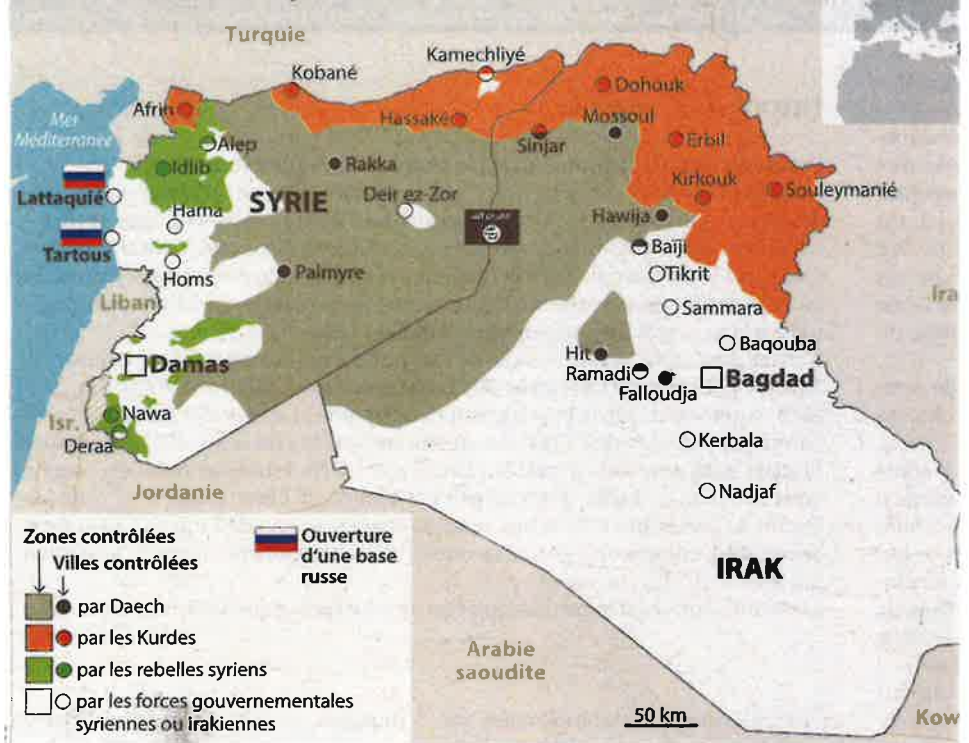 Turquie
Kamechliyé
Kobané
Dohouk
Afrin
Hassaké
Mossoul
Mer
Méditerranée
Alep
Sinjar
Erbil
Idlib
Rakka
Kirkouk
Souleymanié
Lattaquié
SYRIE
Deir ez-Zor
Hama
Hawija
Tartous
Baïji
Homs
Palmyre
Tikrit
Liban
Sammara
Ira
Baqouba
Damas
Hit
Ramadi
Bagdad
Falloudja
Isr.
Nawa
Deraa
Kerbala
Jordanie
Nadjaf
Zones contrôlées
Villes contrôlées
par Daech
par les Kurdes
par les rebelles syriens
par les forces gouvernementales
syriennes ou irakiennes
Ouverture
d'une base
russe
IRAK
Arabie
saoudite
50 km
Kow